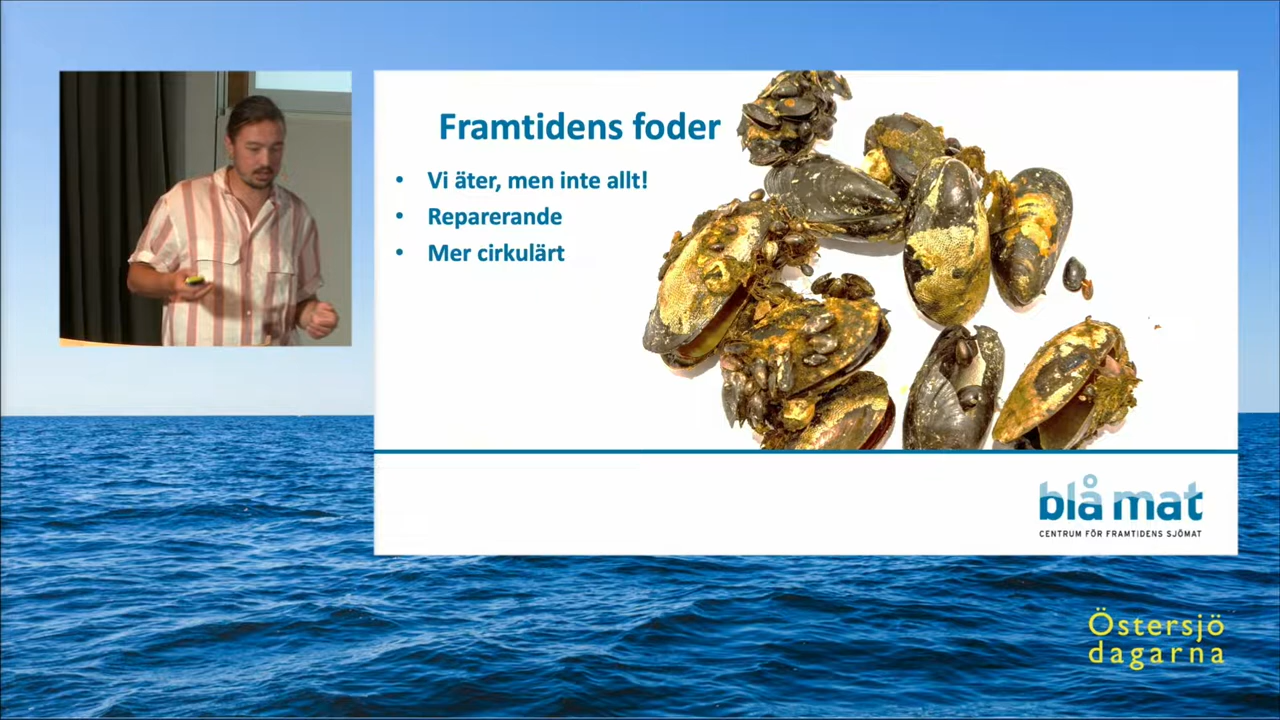 Framtidens foder
• Vi äter, men inte allt!
• Reparerande
• Mer cirkulärt
blå mat
CENTRUM FÖR FRAMTIDENS SJÖMAT
Östersjö
dagarna